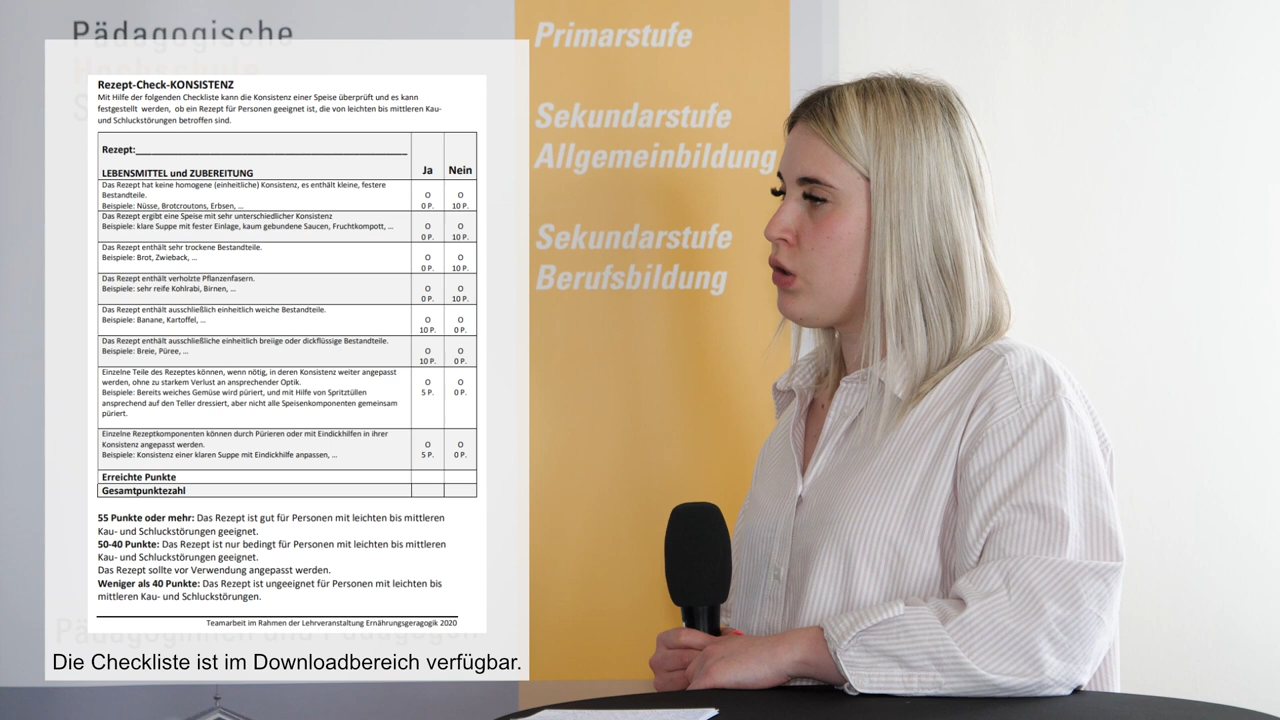 Pädagogische
Primarstufe
Sekundarstufe
Allgemeinbildung
Sekundarstufe
Berufsbildung
Rezept-Check-KONSISTENZ
Mit Hilfe der folgenden Checkliste kann die Konsistenz einer Speise überprüft und es kann
festgestellt werden, ob ein Rezept für Personen geeignet ist, die von leichten bis mittleren Kau-
und Schluckstörungen betroffen sind.
Rezept:
LEBENSMITTEL und ZUBEREITUNG Ja Nein
Das Rezept hat keine homogene (einheitliche) Konsistenz, es enthält kleine, festere
Bestandteile. O O
Beispiele: Nüsse, Brotcroutons, Erbsen, ... 0 P. 10 P.
Das Rezept ergibt eine Speise mit sehr unterschiedlicher Konsistenz
Beispiele: klare Suppe mit fester Einlage, kaum gebundene Saucen, Fruchtkompott, ... O O
0 P. 10 P.
Das Rezept enthält sehr trockene Bestandteile.
Beispiele: Brot, Zwieback, ... O O
0 P. 10 P.
Das Rezept enthält verholzte Pflanzenfasern.
Beispiele: sehr reife Kohlrabi, Birnen, ... O O
0 P. 10 P.
Das Rezept enthält ausschließlich einheitlich weiche Bestandteile.
Beispiele: Banane, Kartoffel, ... O O
10 P. 0 P.
Das Rezept enthält ausschließliche einheitlich breiige oder dickflüssige Bestandteile.
Beispiele: Breie, Püree, ... O O
10 P. 0 P.
Einzelne Teile des Rezeptes können, wenn nötig, in deren Konsistenz weiter angepasst
werden, ohne zu starkem Verlust an ansprechender Optik. O O
Beispiele: Bereits weiches Gemüse wird püriert, und mit Hilfe von Spritztüllen 5 P. 0 P.
ansprechend auf den Teller dressiert, aber nicht alle Speisenkomponenten gemeinsam
püriert.
Einzelne Rezeptkomponenten können durch Pürieren oder mit Eindickhilfen in ihrer
Konsistenz angepasst werden. O O
Beispiele: Konsistenz einer klaren Suppe mit Eindickhilfe anpassen, ... 5 P. 0 P.
Erreichte Punkte
Gesamtpunktezahl
55 Punkte oder mehr: Das Rezept ist gut für Personen mit leichten bis mittleren
Kau- und Schluckstörungen geeignet.
50-40 Punkte: Das Rezept ist nur bedingt für Personen mit leichten bis mittleren
Kau- und Schluckstörungen geeignet.
Das Rezept sollte vor Verwendung angepasst werden.
Weniger als 40 Punkte: Das Rezept ist ungeeignet für Personen mit leichten bis
mittleren Kau- und Schluckstörungen.
Teamarbeit im Rahmen der Lehrveranstaltung Ernährungsgeragogik 2020
Die Checkliste ist im Downloadbereich verfügbar.